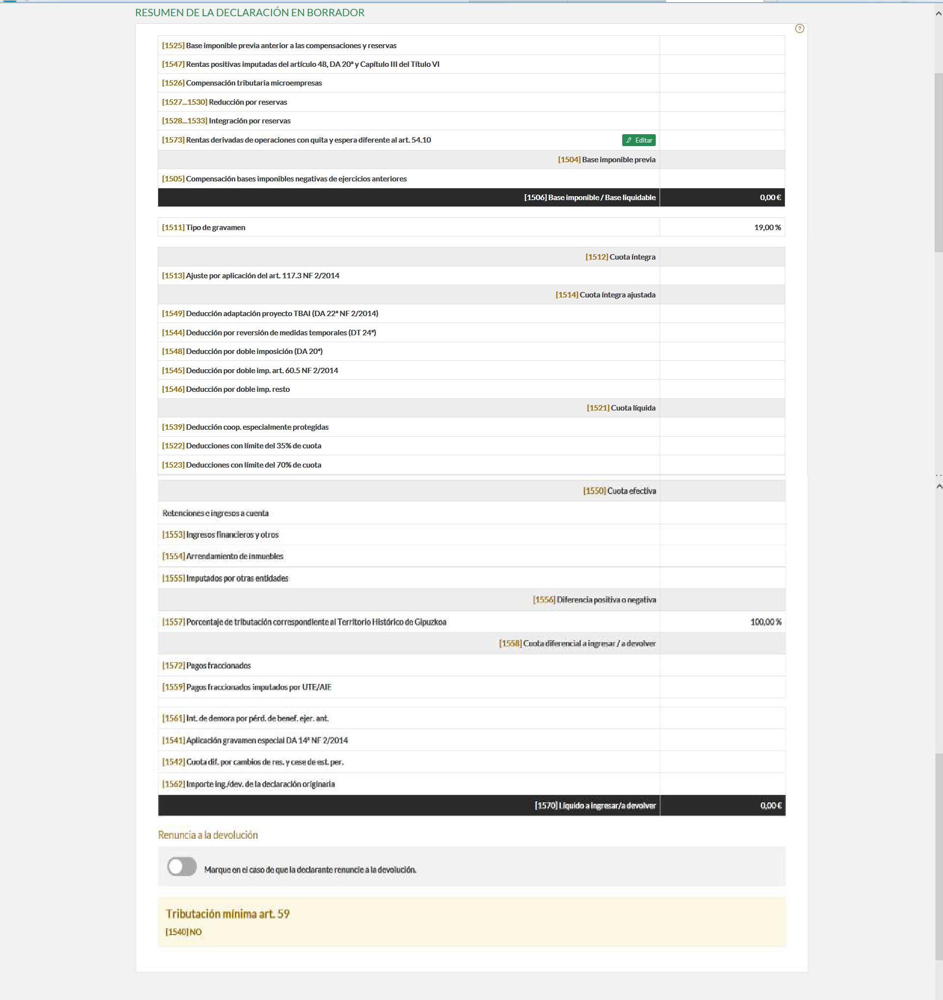 RESUMEN DE LA DECLARACIÓN EN BORRADOR
?
[1525] Base imponible previa anterior a las compensaciones y reservas
[1547] Rentas positivas imputadas del artículo 48, DA 20ª y Capítulo III del Título VI
[1526] Compensación tributaria microempresas
[1527...1530] Reducción por reservas
[1528...1533] Integración por reservas
[1573] Rentas derivadas de operaciones con quita y espera diferente al art. 54.10 Editar
[1504] Base imponible previa
[1505] Compensación bases imponibles negativas de ejercicios anteriores
[1506] Base imponible / Base liquidable 0,00 €
[1511] Tipo de gravamen 19,00 %
[1512] Cuota íntegra
[1513] Ajuste por aplicación del art. 117.3 NF 2/2014
[1514] Cuota íntegra ajustada
[1549] Deducción adaptación proyecto TBAI (DA 22ª NF 2/2014)
[1544] Deducción por reversión de medidas temporales (DT 24ª)
[1548] Deducción por doble imposición (DA 20ª)
[1545] Deducción por doble imp. art. 60.5 NF 2/2014
[1546] Deducción por doble imp. resto
[1521] Cuota líquida
[1539] Deducción coop. especialmente protegidas
[1522] Deducciones con límite del 35% de cuota
[1523] Deducciones con límite del 70% de cuota
[1550] Cuota efectiva
Retenciones e ingresos a cuenta
[1553] Ingresos financieros y otros
[1554] Arrendamiento de inmuebles
[1555] Imputados por otras entidades
[1556] Diferencia positiva o negativa
[1557] Porcentaje de tributación correspondiente al Territorio Histórico de Gipuzkoa 100,00 %
[1558] Cuota diferencial a ingresar / a devolver
[1572] Pagos fraccionados
[1559] Pagos fraccionados imputados por UTE/AIE
[1561] Int. de demora por pérd. de benef. ejer. ant.
[1541] Aplicación gravamen especial DA 14ª NF 2/2014
[1542] Cuota dif. por cambios de res. y cese de est. per.
[1562] Importe ing./dev. de la declaración originaria
[1570] Líquido a ingresar/a devolver 0,00 €
Renuncia a la devolución
Marque en el caso de que la declarante renuncie a la devolución.
Tributación mínima art. 59
[1540] NO